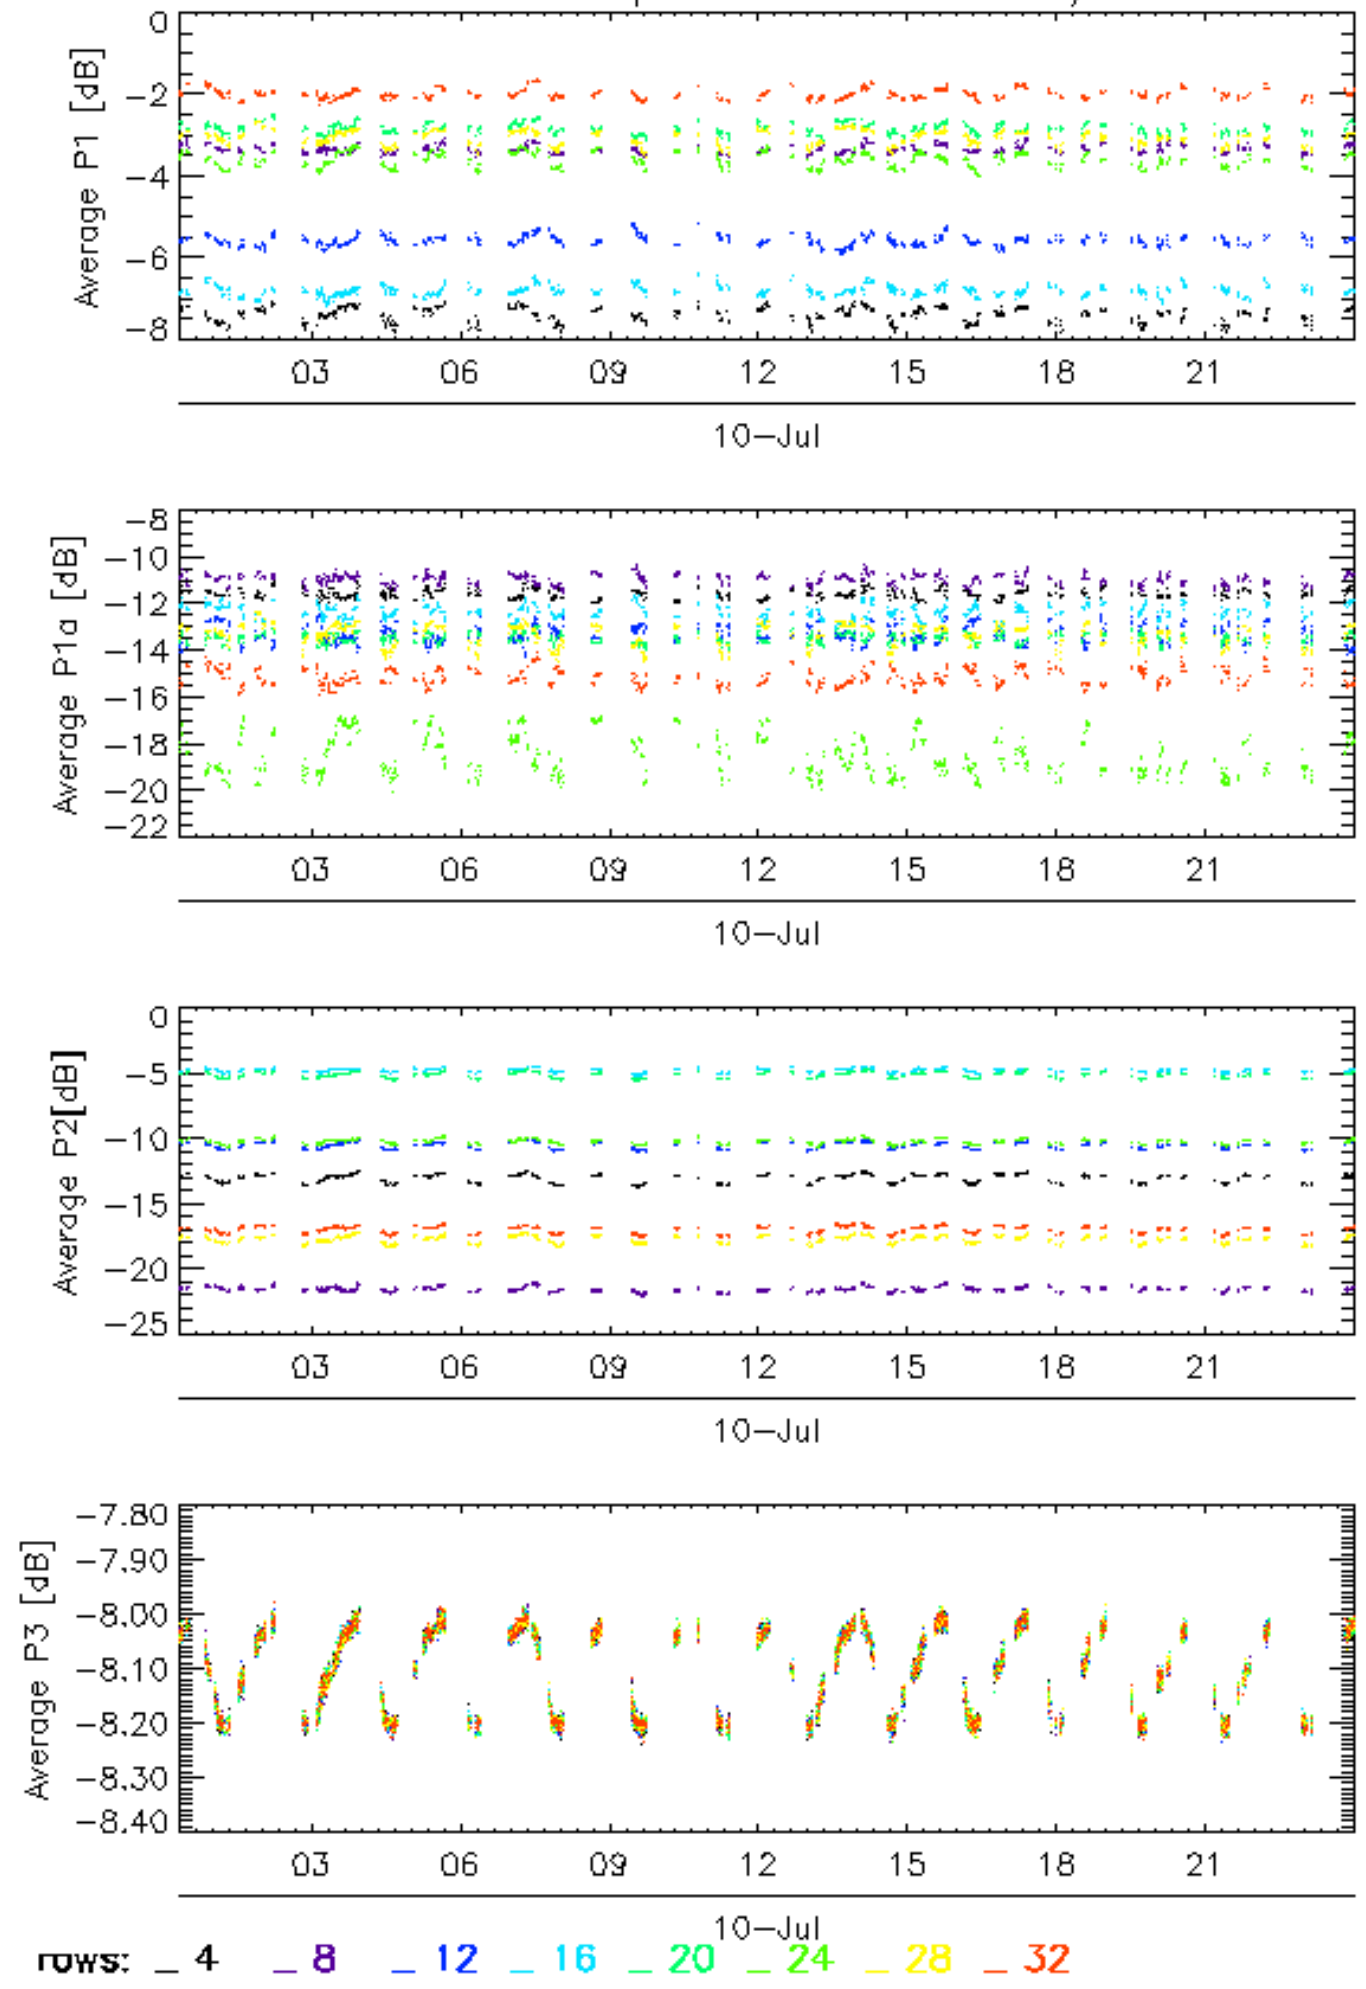 Average P1 [dB]
0
−2
−4
−6
−8
03 06 09 12 15 18 21
10−Jul
Average P1a [dB]
−8
−10
−12
−14
−16
−18
−20
−22
03 06 09 12 15 18 21
10−Jul
Average P2[dB]
0
−5
−10
−15
−20
−25
03 06 09 12 15 18 21
10−Jul
Average P3 [dB]
−7.80
−7.90
−8.00
−8.10
−8.20
−8.30
−8.40
03 06 09 12 15 18 21
10−Jul
rows: _ 4 _ 8 _ 12 _ 16 _ 20 _ 24 _ 28 _ 32